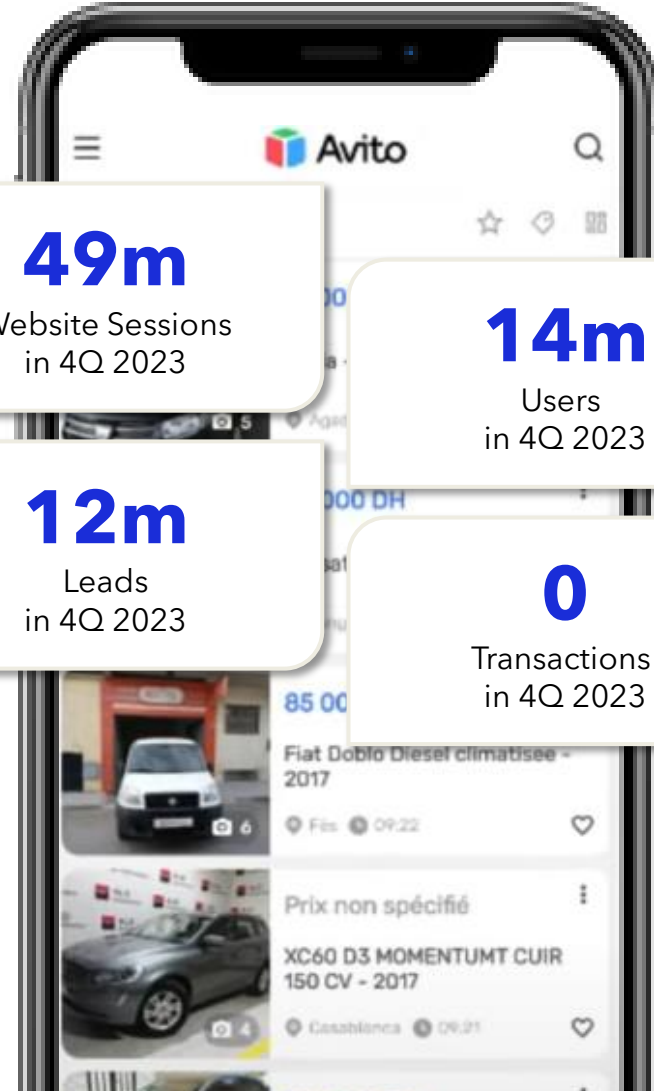 Avito
49m
Website Sessions
in 4Q 2023
14m
Users
in 4Q 2023
5
000 DH
12m
Leads
in 4Q 2023
0
Transactions
in 4Q 2023
85 00
Fiat Doblo Diesel climatisee -
2017
6
Fès 09:22
Prix non spécifié
XC60 D3 MOMENTUMT CUIR
150 CV - 2017
4
Casablanca 09:21